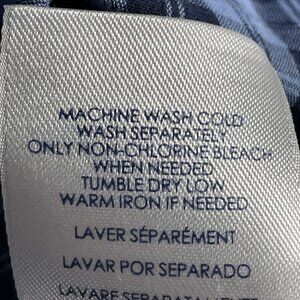 MACHINE WASH COLD
WASH SEPARATELY
ONLY NON-CHLORINE BLEACH
WHEN NEEDED
TUMBLE DRY LOW
WARM IRON IF NEEDED
LAVER SÉPARÉMENT
LAVAR POR SEPARADO
LAVARE